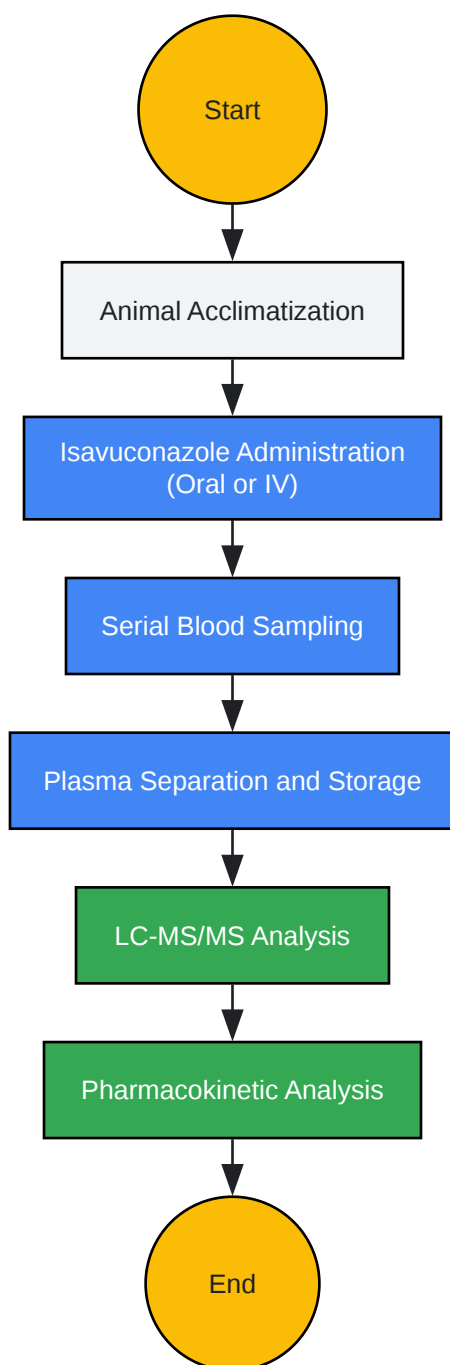 Start
Animal Acclimatization
Isavuconazole Administration
(Oral or IV)
Serial Blood Sampling
Plasma Separation and Storage
LC-MS/MS Analysis
Pharmacokinetic Analysis
End